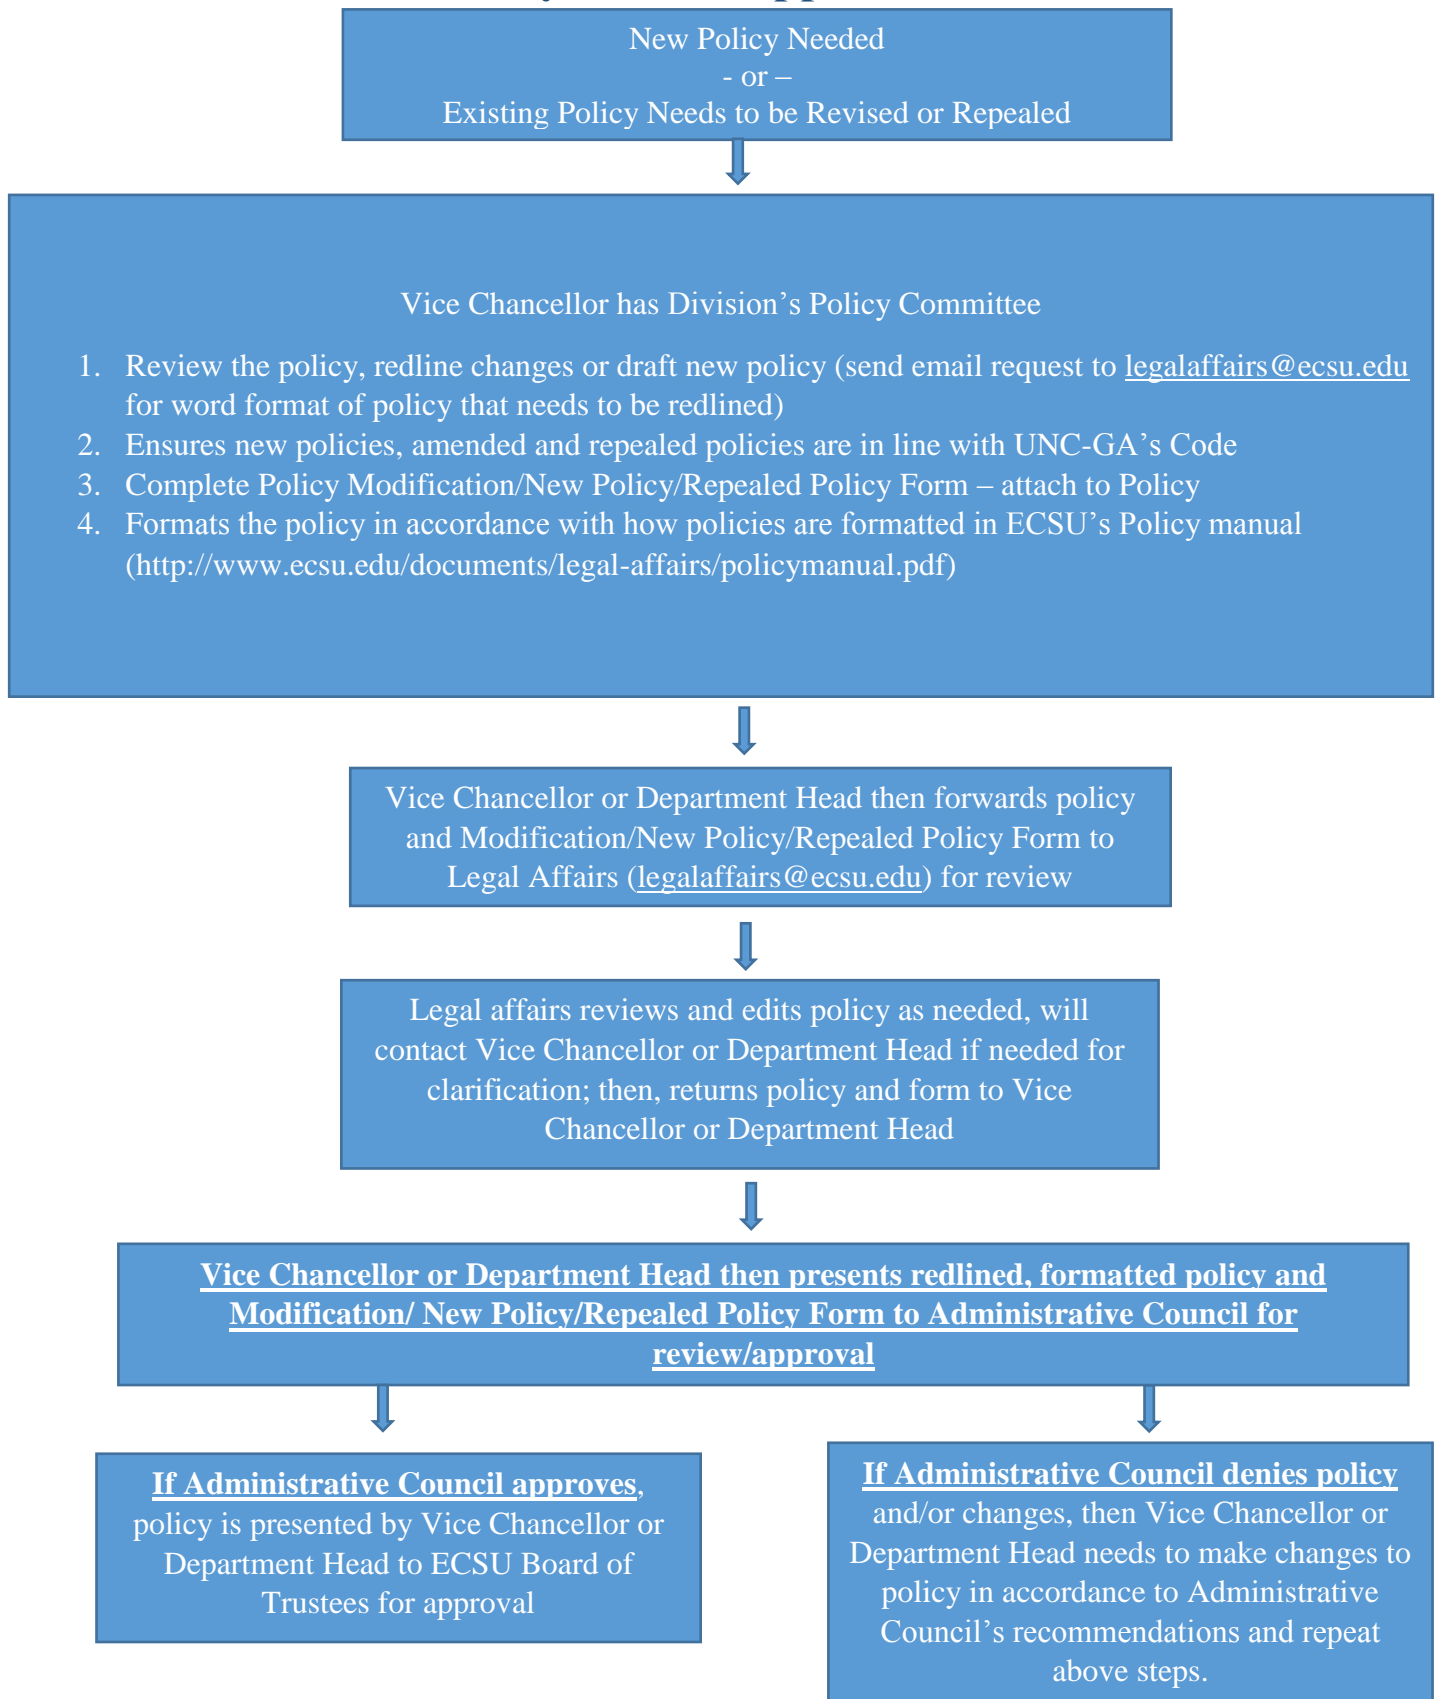 New Policy Needed
- or –
Existing Policy Needs to be Revised or Repealed
Vice Chancellor has Division’s Policy Committee
1. Review the policy, redline changes or draft new policy (send email request to legalaffairs@ecsu.edu
for word format of policy that needs to be redlined)
2. Ensures new policies, amended and repealed policies are in line with UNC-GA’s Code
3. Complete Policy Modification/New Policy/Repealed Policy Form – attach to Policy
4. Formats the policy in accordance with how policies are formatted in ECSU’s Policy manual
(http://www.ecsu.edu/documents/legal-affairs/policymanual.pdf)
Vice Chancellor or Department Head then forwards policy
and Modification/New Policy/Repealed Policy Form to
Legal Affairs (legalaffairs@ecsu.edu) for review
Legal affairs reviews and edits policy as needed, will
contact Vice Chancellor or Department Head if needed for
clarification; then, returns policy and form to Vice
Chancellor or Department Head
Vice Chancellor or Department Head then presents redlined, formatted policy and
Modification/ New Policy/Repealed Policy Form to Administrative Council for
review/approval
If Administrative Council approves,
policy is presented by Vice Chancellor or
Department Head to ECSU Board of
Trustees for approval
If Administrative Council denies policy
and/or changes, then Vice Chancellor or
Department Head needs to make changes to
policy in accordance to Administrative
Council’s recommendations and repeat
above steps.